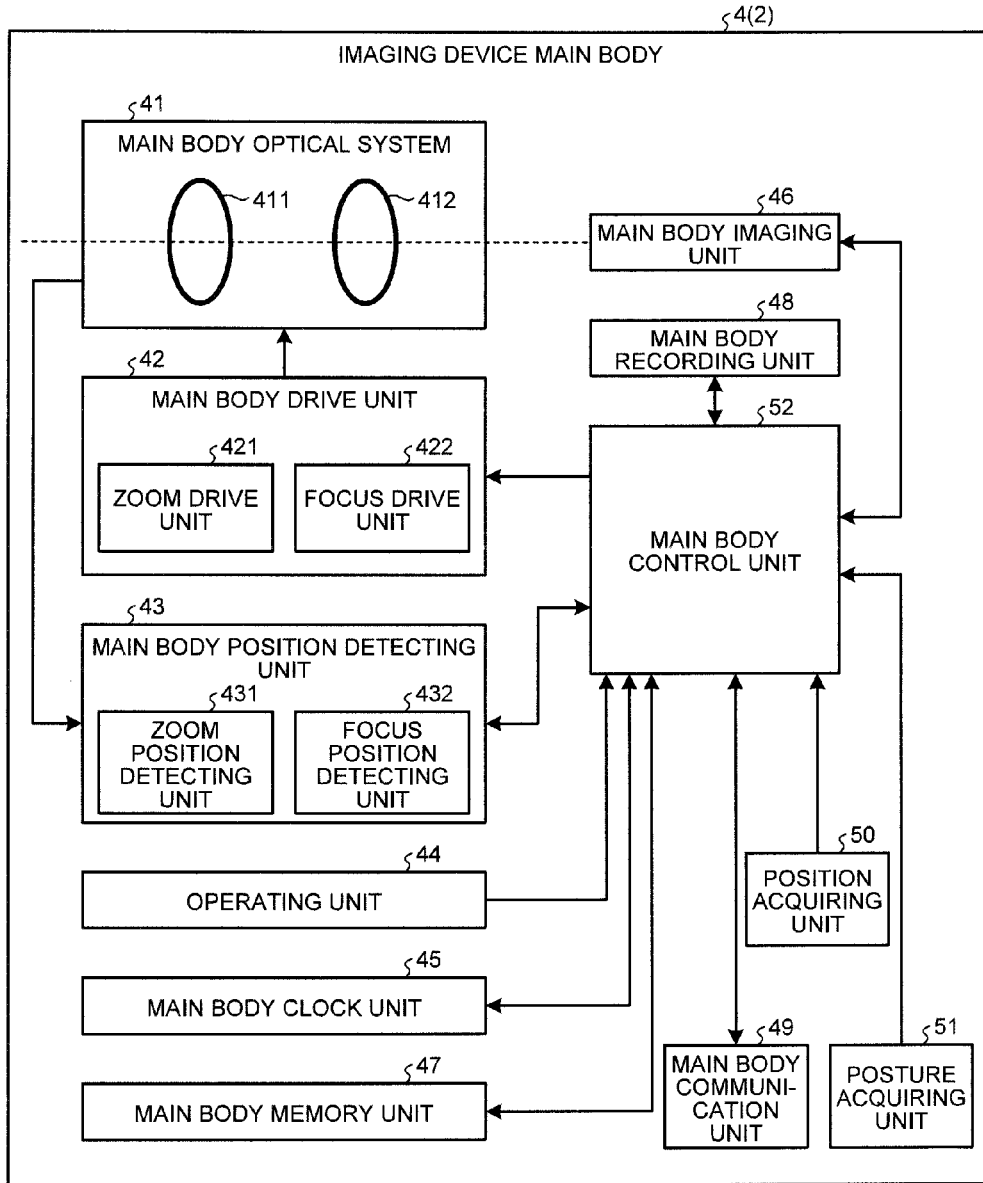 4(2)
IMAGING DEVICE MAIN BODY
41
MAIN BODY OPTICAL SYSTEM
411
412
46
MAIN BODY IMAGING
UNIT
48
MAIN BODY
RECORDING UNIT
42
MAIN BODY DRIVE UNIT
421
ZOOM DRIVE
UNIT
422
FOCUS DRIVE
UNIT
52
MAIN BODY
CONTROL UNIT
43
MAIN BODY POSITION DETECTING
UNIT
431
ZOOM
POSITION
DETECTING
UNIT
432
FOCUS
POSITION
DETECTING
UNIT
44
OPERATING UNIT
50
POSITION
ACQUIRING
UNIT
45
MAIN BODY CLOCK UNIT
47
MAIN BODY MEMORY UNIT
49
MAIN BODY
COMMUNI-
CATION
UNIT
51
POSTURE
ACQUIRING
UNIT